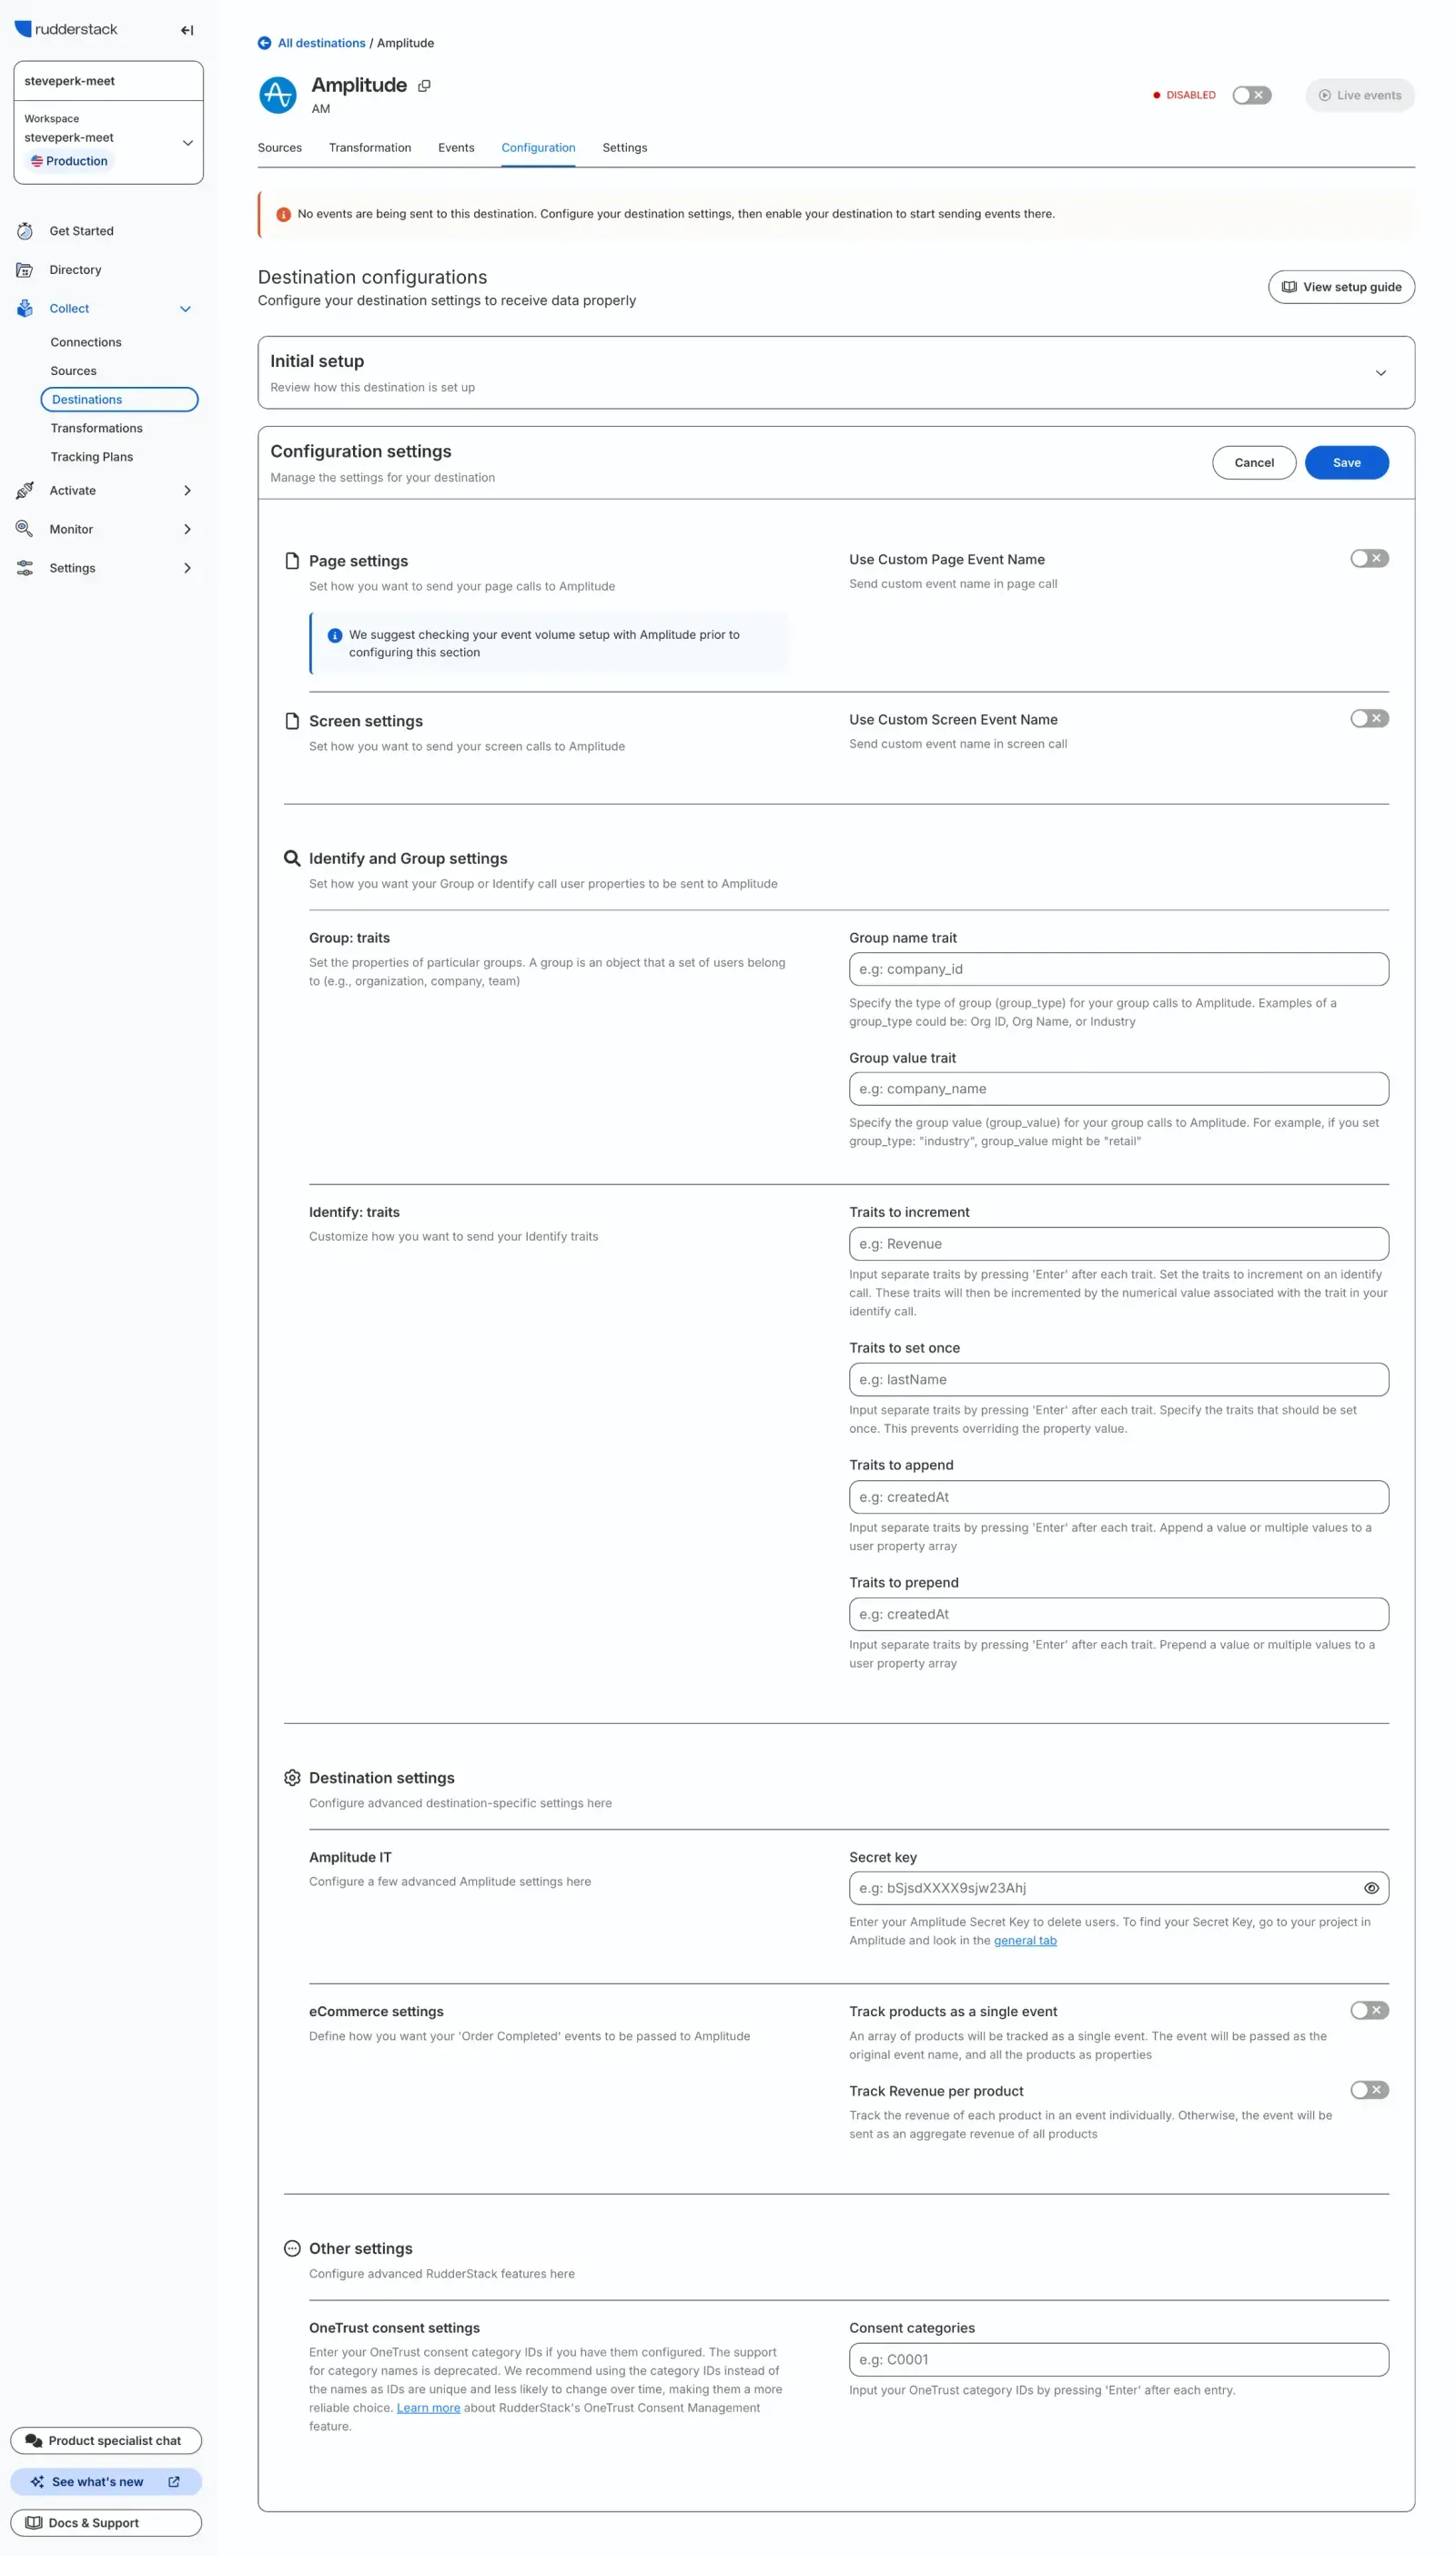 rudderstack
steveperk-meet
Workspace
steveperk-meet
Production
Get Started
Directory
Collect
Connections
Sources
Destinations
Transformations
Tracking Plans
Activate
Monitor
Settings
Product specialist chat
See what's new
Docs & Support
All destinations / Amplitude
Amplitude
AM
DISABLED
Live events
Sources
Transformation
Events
Configuration
Settings
No events are being sent to this destination. Configure your destination settings, then enable your destination to start sending events there.
Destination configurations
Configure your destination settings to receive data properly
View setup guide
Initial setup
Review how this destination is set up
Configuration settings
Manage the settings for your destination
Cancel
Save
Page settings
Set how you want to send your page calls to Amplitude
We suggest checking your event volume setup with Amplitude prior to
configuring this section
Use Custom Page Event Name
Send custom event name in page call
Screen settings
Set how you want to send your screen calls to Amplitude
Use Custom Screen Event Name
Send custom event name in screen call
Identify and Group settings
Set how you want your Group or Identify call user properties to be sent to Amplitude
Group: traits
Set the properties of particular groups. A group is an object that a set of users belong
to (e.g., organization, company, team)
Group name trait
e.g: company_id
Specify the type of group (group_type) for your group calls to Amplitude. Examples of a
group_type could be: Org ID, Org Name, or Industry
Group value trait
e.g: company_name
Specify the group value (group_value) for your group calls to Amplitude. For example, if you set
group_type: "industry", group_value might be "retail"
Identify: traits
Customize how you want to send your Identify traits
Traits to increment
e.g: Revenue
Input separate traits by pressing 'Enter' after each trait. Set the traits to increment on an identify
call. These traits will then be incremented by the numerical value associated with the trait in your
identify call.
Traits to set once
e.g: lastName
Input separate traits by pressing 'Enter' after each trait. Specify the traits that should be set
once. This prevents overriding the property value.
Traits to append
e.g: createdAt
Input separate traits by pressing 'Enter' after each trait. Append a value or multiple values to a
user property array
Traits to prepend
e.g: createdAt
Input separate traits by pressing 'Enter' after each trait. Prepend a value or multiple values to a
user property array
Destination settings
Configure advanced destination-specific settings here
Amplitude IT
Configure a few advanced Amplitude settings here
Secret key
e.g: bSjsdXXXX9sjw23Ahj
Enter your Amplitude Secret Key to delete users. To find your Secret Key, go to your project in
Amplitude and look in the general tab
eCommerce settings
Define how you want your 'Order Completed' events to be passed to Amplitude
Track products as a single event
An array of products will be tracked as a single event. The event will be passed as the
original event name, and all the products as properties
Track Revenue per product
Track the revenue of each product in an event individually. Otherwise, the event will be
sent as an aggregate revenue of all products
Other settings
Configure advanced RudderStack features here
OneTrust consent settings
Enter your OneTrust consent category IDs if you have them configured. The support
for category names is deprecated. We recommend using the category IDs instead of
the names as IDs are unique and less likely to change over time, making them a more
reliable choice. Learn more about RudderStack's OneTrust Consent Management
feature.
Consent categories
e.g: C0001
Input your OneTrust category IDs by pressing 'Enter' after each entry.